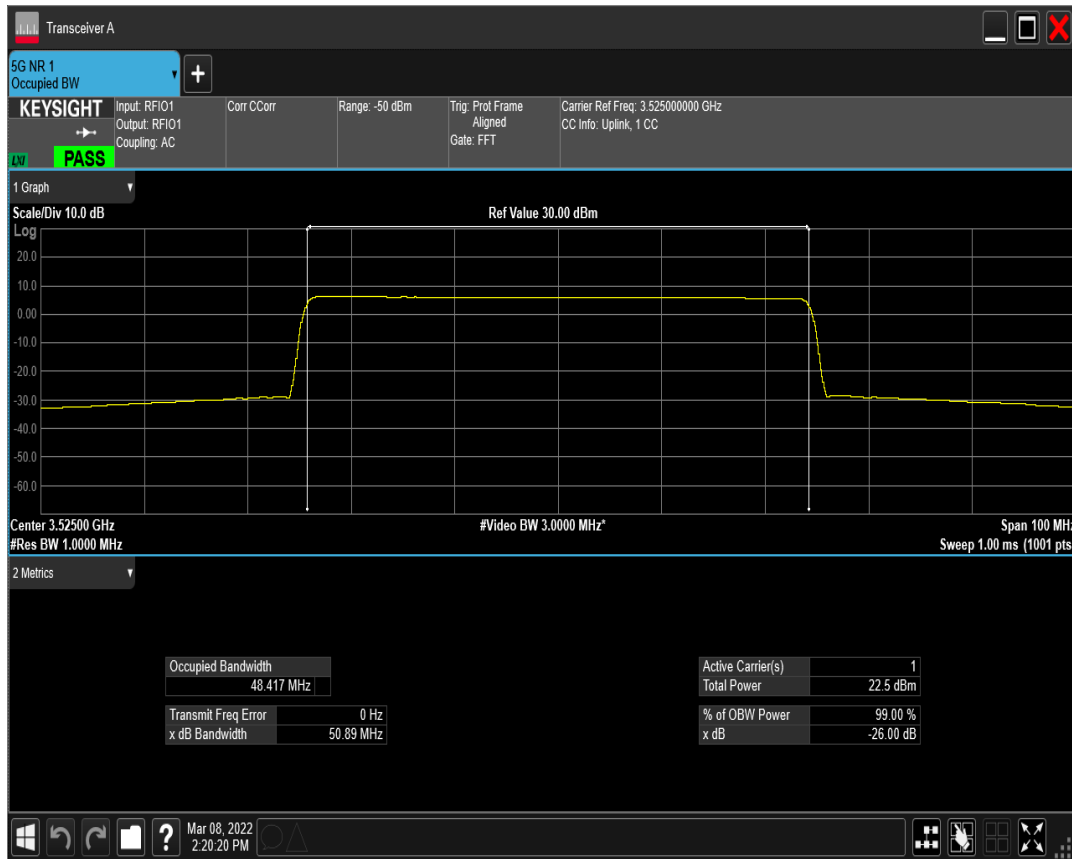 Transceiver A
5G NR 1
Occupied BW
+
KEYSIGHT
LXI
PASS
Input: RFIO1
Output: RFIO1
Coupling: AC
Corr CCorr
Range: -50 dBm
Trig: Prot Frame
Aligned
Gate: FFT
Carrier Ref Freq: 3.525000000 GHz
CC Info: Uplink, 1 CC
1 Graph
Scale/Div 10.0 dB
Ref Value 30.00 dBm
Log
20.0
10.0
0.00
-10.0
-20.0
-30.0
-40.0
-50.0
-60.0
Center 3.52500 GHz
#Video BW 3.0000 MHz*
Span 100 MHz
#Res BW 1.0000 MHz
Sweep 1.00 ms (1001 pts
2 Metrics
Occupied Bandwidth
48.417 MHz
Transmit Freq Error 0 Hz
x dB Bandwidth 50.89 MHz
Active Carrier(s) 1
Total Power 22.5 dBm
% of OBW Power 99.00 %
x dB -26.00 dB
?
Mar 08, 2022
2:20:20 PM